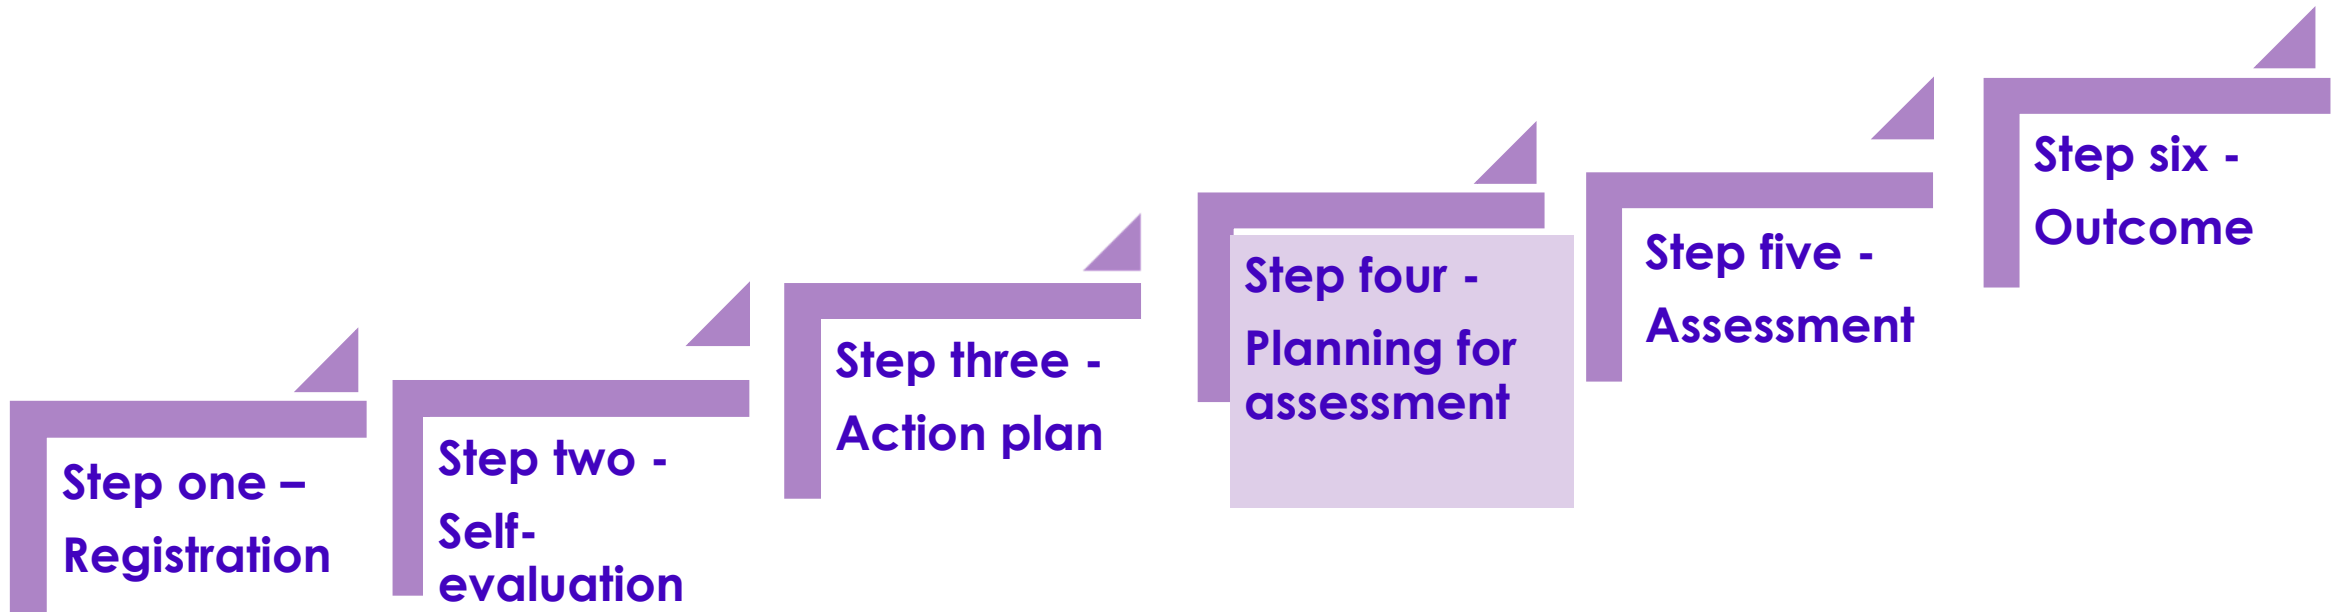 Step one –
Registration
Step two -
Self-
evaluation
Step three -
Action plan
Step four -
Planning for
assessment
Step five -
Assessment
Step six -
Outcome